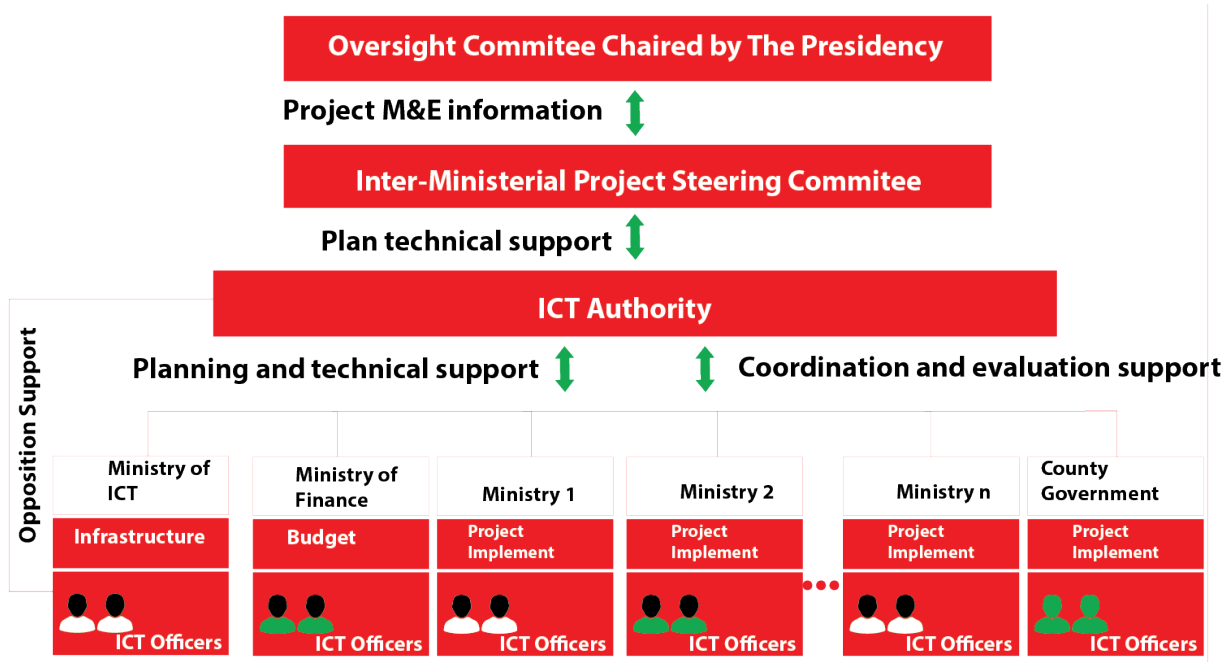 Oversight Commitee Chaired by The Presidency
Project M&E information
Inter-Ministerial Project Steering Commitee
Plan technical support
ICT Authority
Planning and technical support
Coordination and evaluation support
Opposition Support
Ministry of
ICT
Infrastructure
ICT Officers
Ministry of
Finance
Budget
ICT Officers
Ministry 1
Project
Implement
ICT Officers
Ministry 2
Project
Implement
ICT Officers
Ministry n
Project
Implement
ICT Officers
County
Government
Project
Implement
ICT Officers